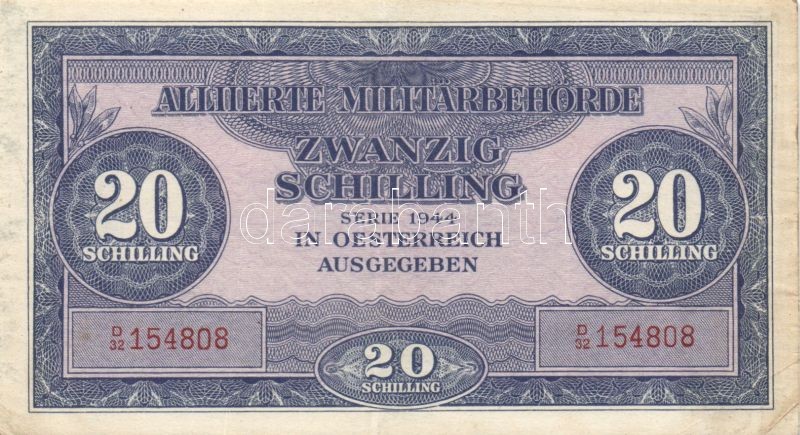 ALLIIERTE MILITÄRBEHÖRDE
ZWANZIG
SCHILLING
SERIE 1944
IN OESTERREICH
AUSGEGEBEN
20
SCHILLING
20
SCHILLING
D/32 154808
D/32 154808
20
SCHILLING
darabanth